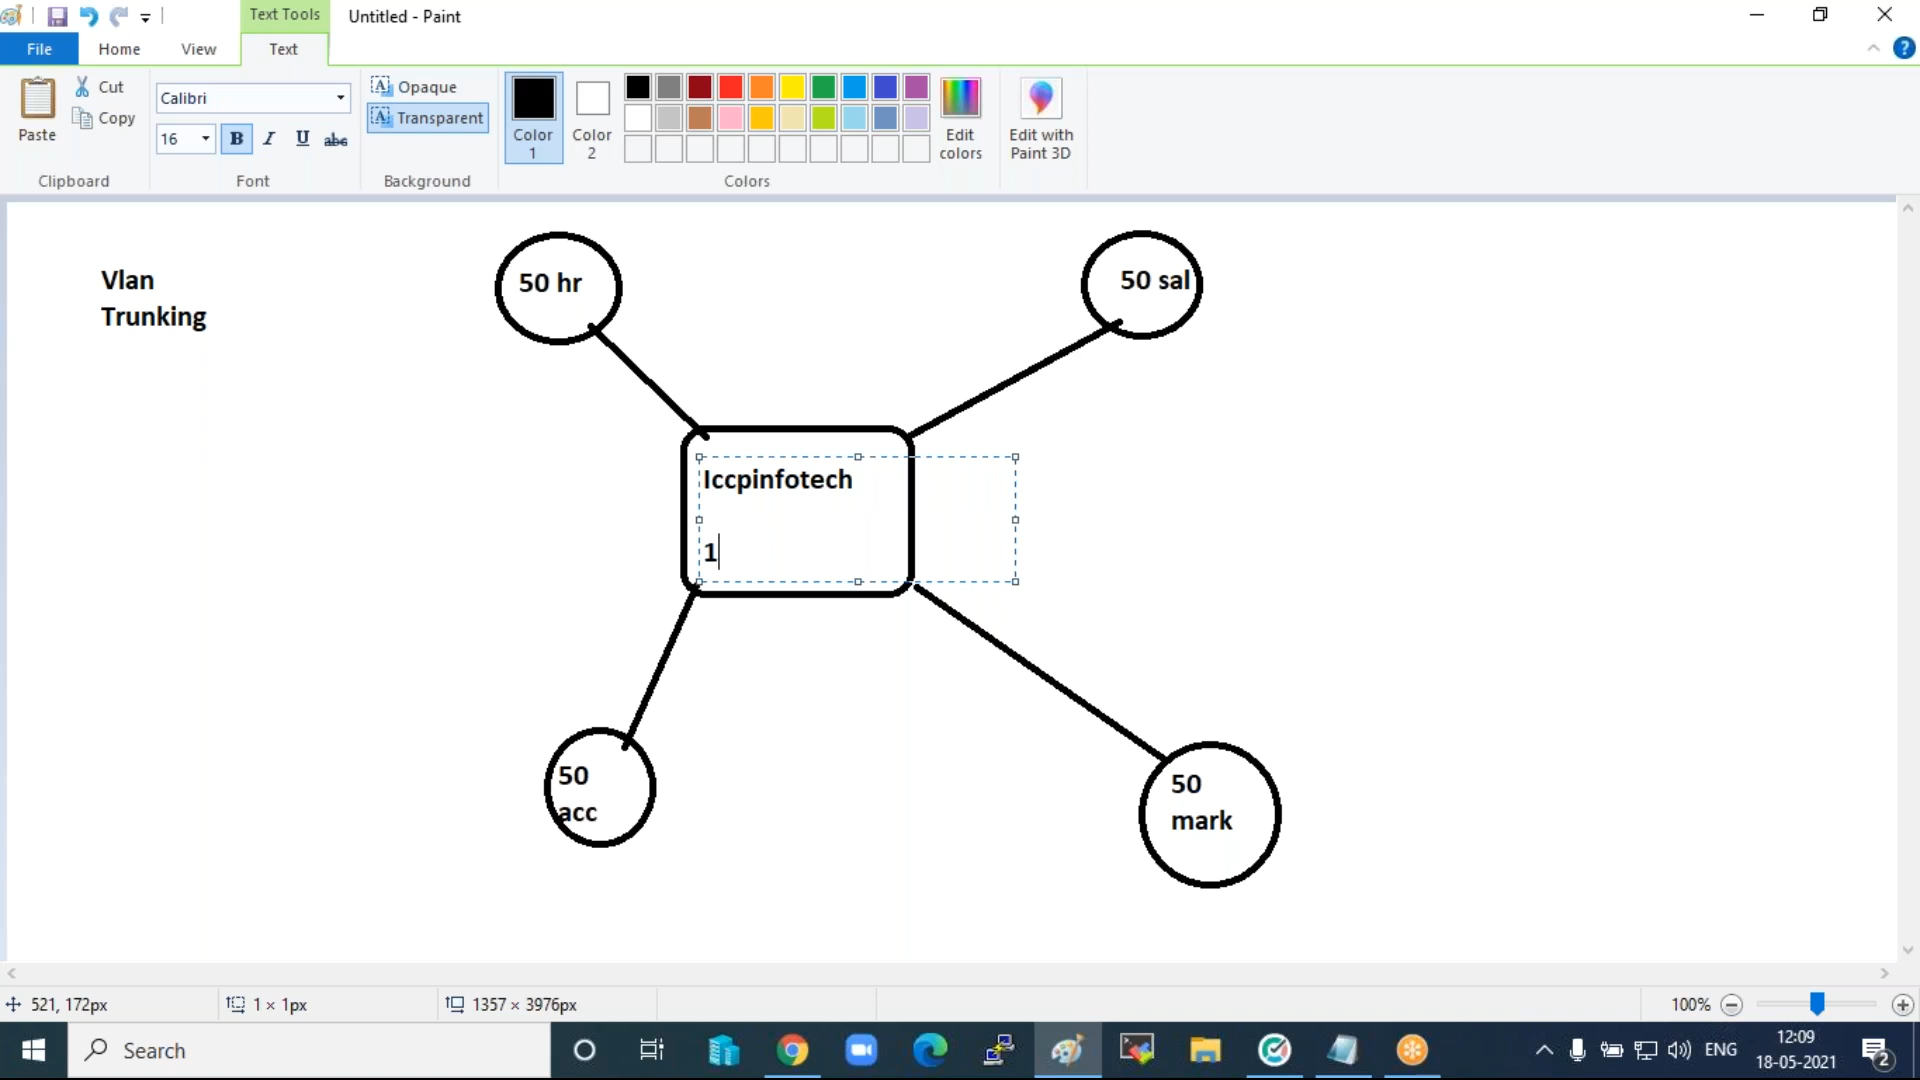 Text Tools
Untitled - Paint
File
Home
View
Text
Paste
Cut
Copy
Clipboard
Calibri
16
B
I
U
abc
Font
Opaque
Transparent
Background
Color
1
Color
2
Edit
colors
Colors
Edit with
Paint 3D
Vlan
Trunking
50 hr
50 sal
Iccpinfotech
1
50
acc
50
mark
521, 172px
1 × 1px
1357 × 3976px
100%
Search
ENG
12:09
18-05-2021
2